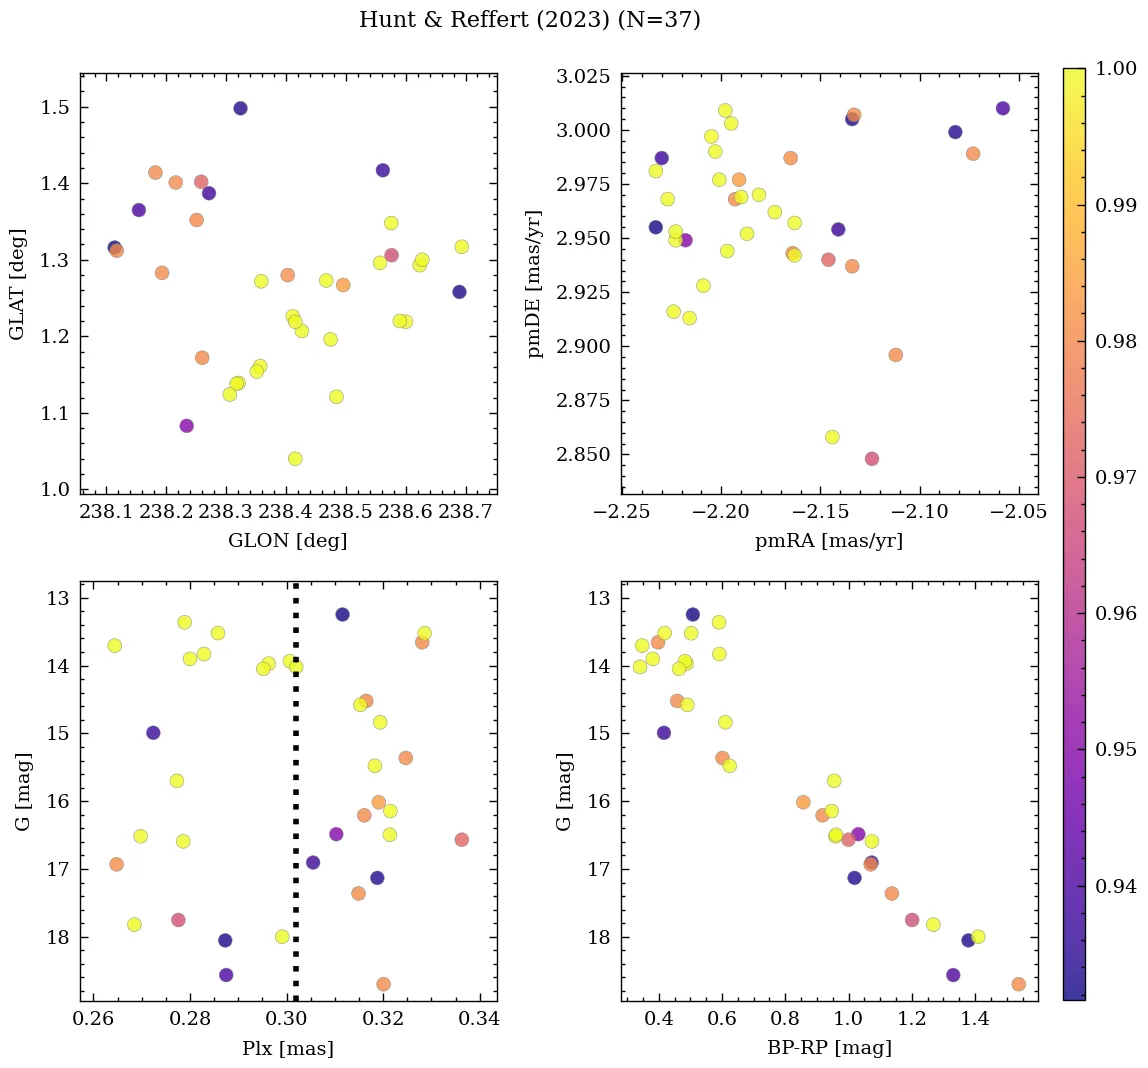 Hunt & Reffert (2023) (N=37)
1.5
1.4
1.3
1.2
1.1
1.0
GLAT [deg]
238.1 238.2 238.3 238.4 238.5 238.6 238.7
GLON [deg]
3.025
3.000
2.975
2.950
2.925
2.900
2.875
2.850
pmDE [mas/yr]
−2.25 −2.20 −2.15 −2.10 −2.05
pmRA [mas/yr]
13
14
15
16
17
18
G [mag]
0.26 0.28 0.30 0.32 0.34
Plx [mas]
13
14
15
16
17
18
G [mag]
0.4 0.6 0.8 1.0 1.2 1.4
BP-RP [mag]
1.00
0.99
0.98
0.97
0.96
0.95
0.94